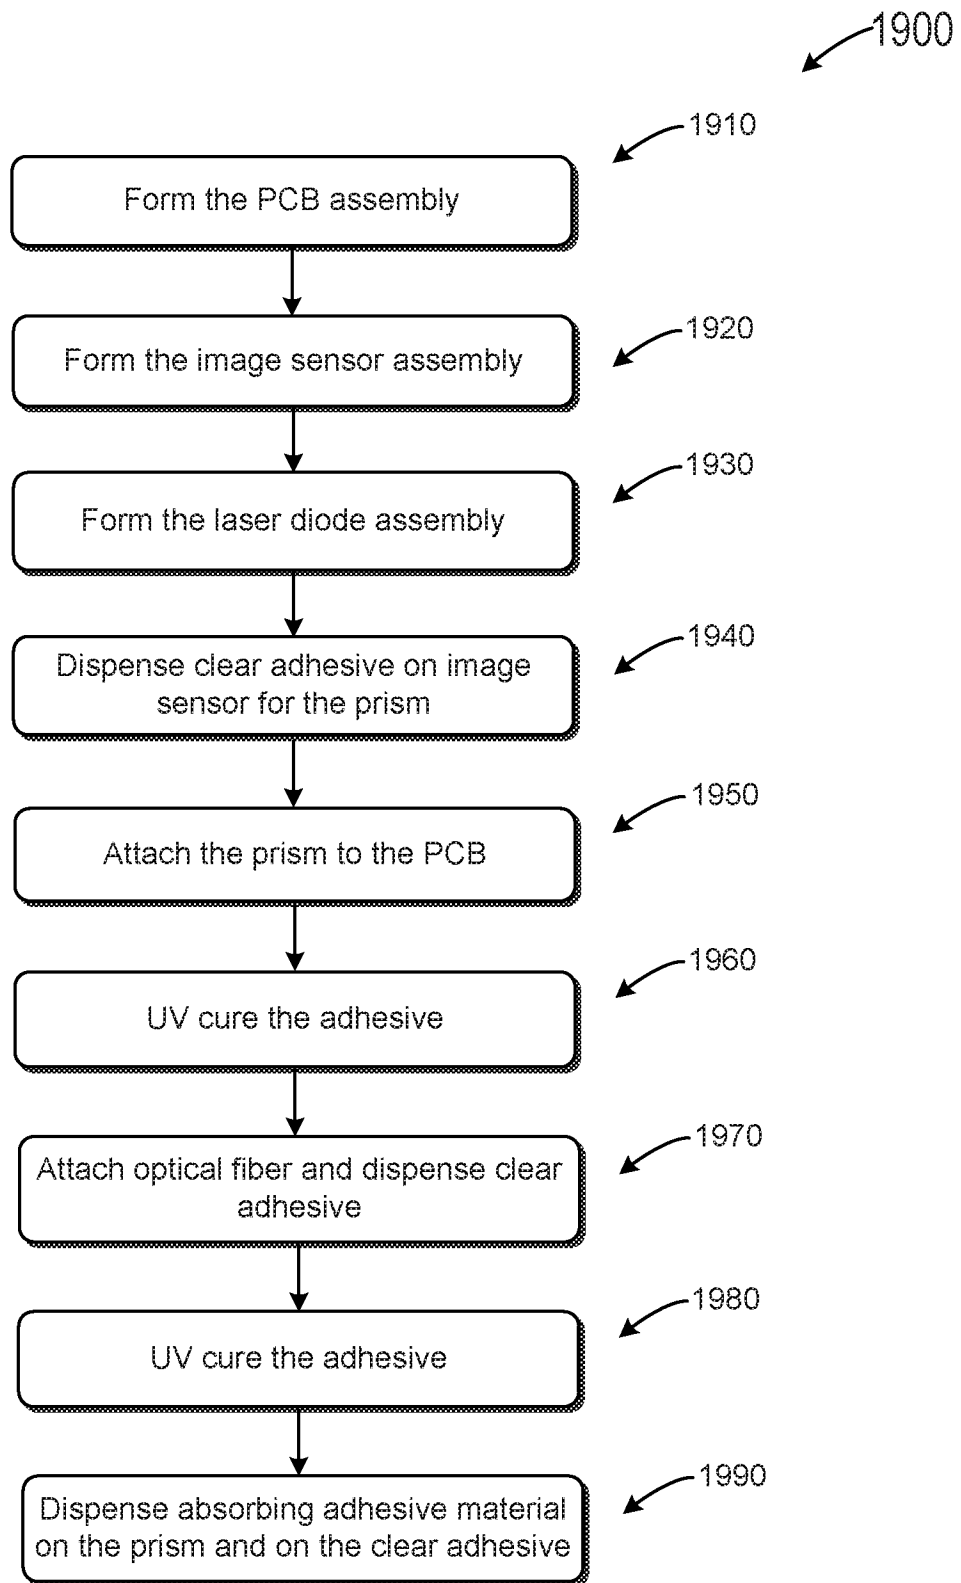 1900
1910
Form the PCB assembly
1920
Form the image sensor assembly
1930
Form the laser diode assembly
1940
Dispense clear adhesive on image
sensor for the prism
1950
Attach the prism to the PCB
1960
UV cure the adhesive
1970
Attach optical fiber and dispense clear
adhesive
1980
UV cure the adhesive
1990
Dispense absorbing adhesive material
on the prism and on the clear adhesive